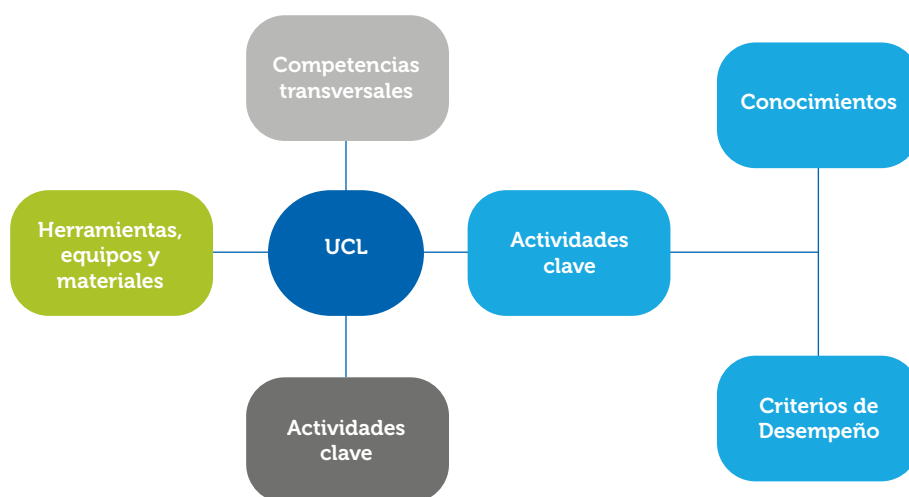 Competencias
transversales
Conocimientos
Herramientas,
equipos y
materiales
UCL
Actividades
clave
Actividades
clave
Criterios de
Desempeño